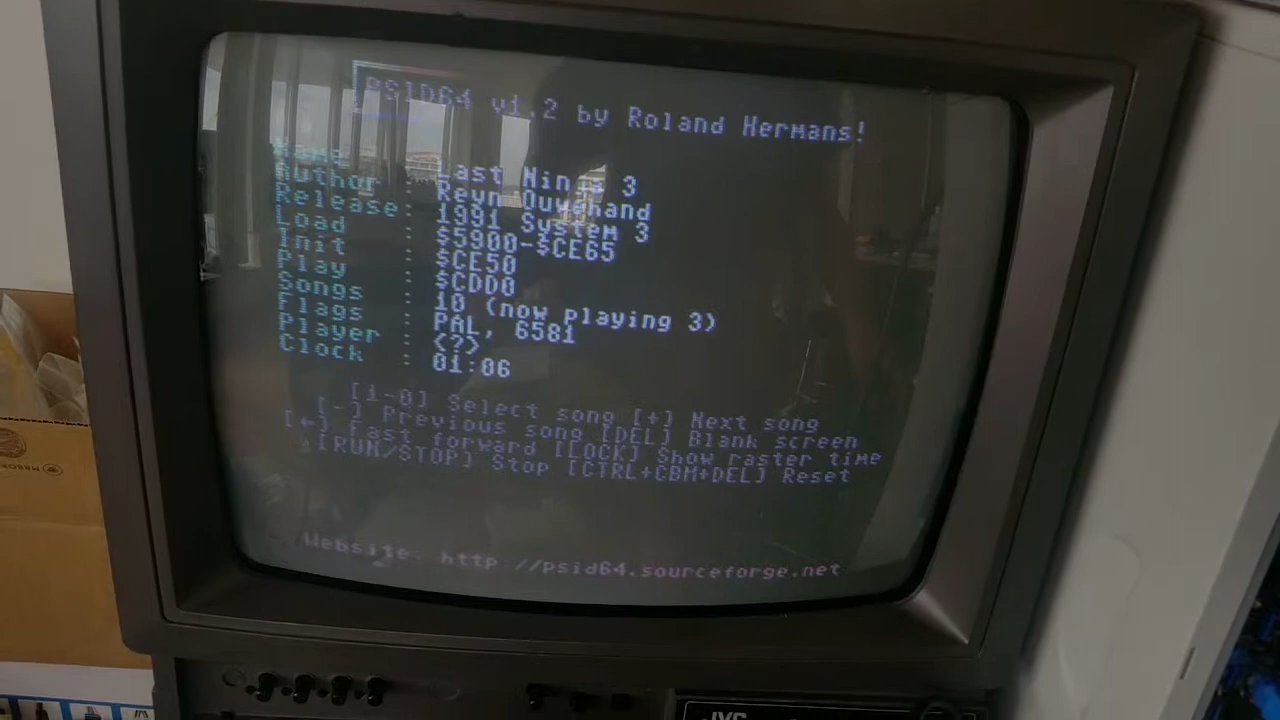 PSID64 v1.2 by Roland Hermans!
Name : Last Ninja 3
Author : Reyn Ouwehand
Release: 1991 System 3
Load : $5900-$CE65
Init : $CE50
Play : $CDD0
Songs : 10 (now playing 3)
Flags : PAL, 6581
Player : <?>
Clock : 01:06
[1-0] Select song [+] Next song
[-] Previous song [DEL] Blank screen
[←] Fast forward [LOCK] Show raster time
[RUN/STOP] Stop [CTRL+CBM+DEL] Reset
Website: http://psid64.sourceforge.net
JVC